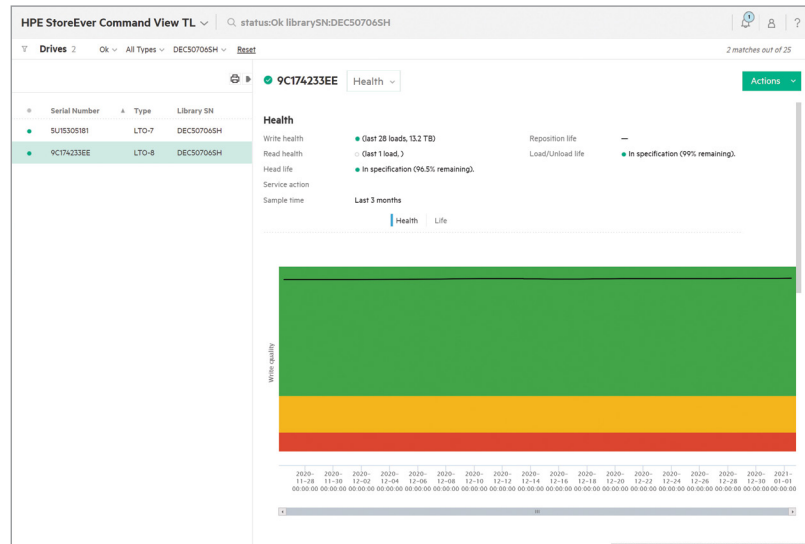 HPE StoreEver Command View TL
status:Ok librarySN:DEC50706SH
1
?
Drives 2 Ok All Types DEC50706SH Reset
2 matches out of 25
9C174233EE Health
Actions
Serial Number Type Library SN
5U15305181 LTO-7 DEC50706SH
9C174233EE LTO-8 DEC50706SH
Health
Write health (last 28 loads, 13.2 TB) Reposition life —
Read health (last 1 load, ) Load/Unload life In specification (99% remaining).
Head life In specification (96.5% remaining).
Service action
Sample time Last 3 months
Health Life
Write quality
2020- 2020- 2020- 2020- 2020- 2020- 2020- 2020- 2020- 2020- 2020- 2020- 2020- 2020- 2020- 2020- 2020- 2021-
11-28 11-30 12-02 12-04 12-06 12-08 12-10 12-12 12-14 12-16 12-18 12-20 12-22 12-24 12-26 12-28 12-30 01-01
00:00:00 00:00:00 00:00:00 00:00:00 00:00:00 00:00:00 00:00:00 00:00:00 00:00:00 00:00:00 00:00:00 00:00:00 00:00:00 00:00:00 00:00:00 00:00:00 00:00:00 00:00:00